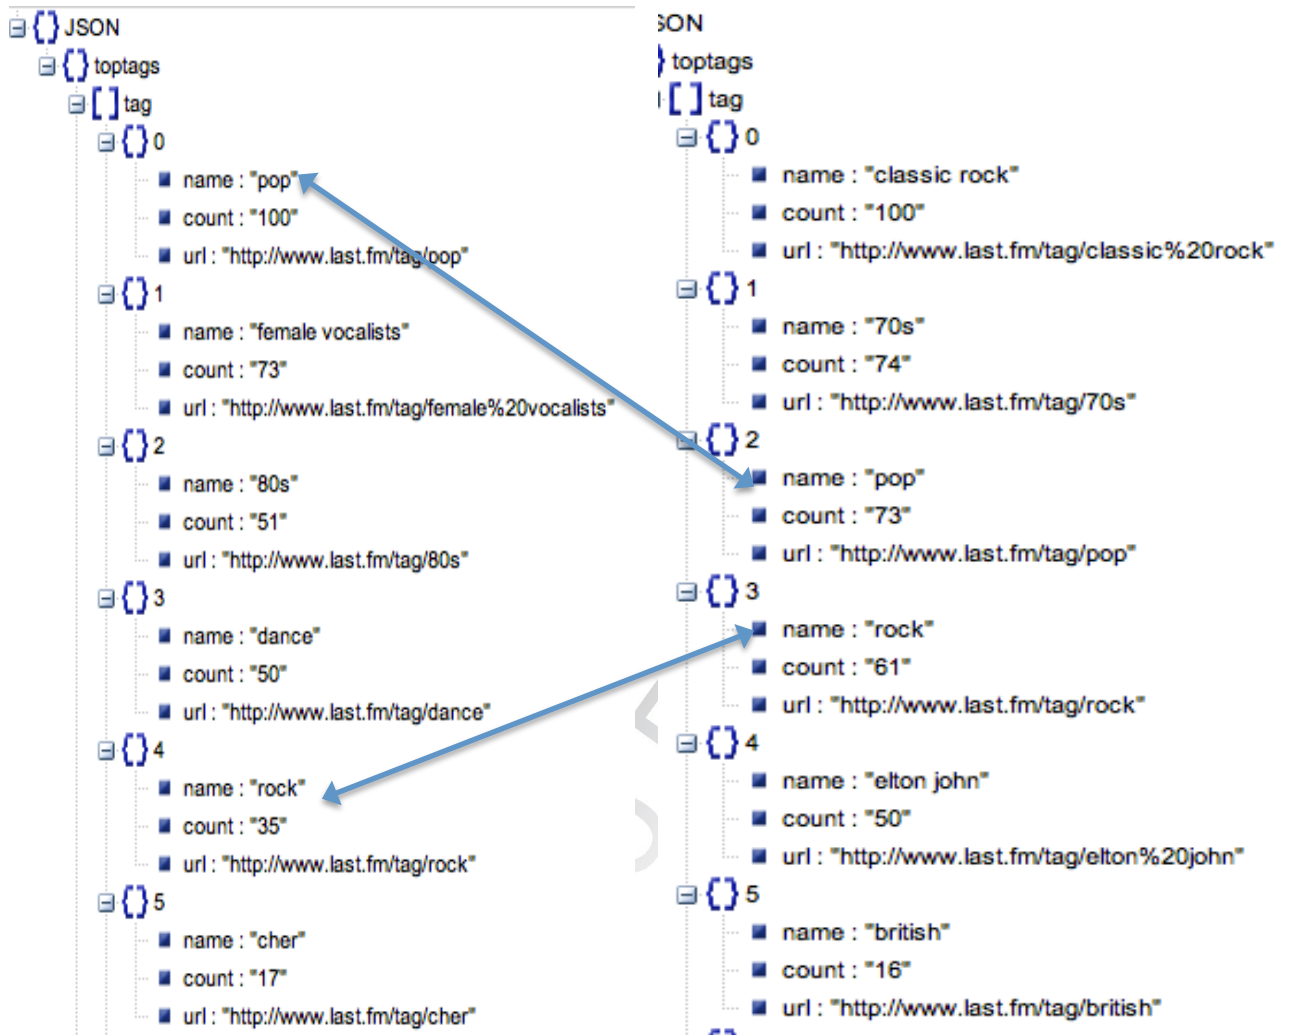 JSON
toptags
tag
0
name : "pop"
count : "100"
url : "http://www.last.fm/tag/pop"
1
name : "female vocalists"
count : "73"
url : "http://www.last.fm/tag/female%20vocalists"
2
name : "80s"
count : "51"
url : "http://www.last.fm/tag/80s"
3
name : "dance"
count : "50"
url : "http://www.last.fm/tag/dance"
4
name : "rock"
count : "35"
url : "http://www.last.fm/tag/rock"
5
name : "cher"
count : "17"
url : "http://www.last.fm/tag/cher"
SON
toptags
tag
0
name : "classic rock"
count : "100"
url : "http://www.last.fm/tag/classic%20rock"
1
name : "70s"
count : "74"
url : "http://www.last.fm/tag/70s"
2
name : "pop"
count : "73"
url : "http://www.last.fm/tag/pop"
3
name : "rock"
count : "61"
url : "http://www.last.fm/tag/rock"
4
name : "elton john"
count : "50"
url : "http://www.last.fm/tag/elton%20john"
5
name : "british"
count : "16"
url : "http://www.last.fm/tag/british"